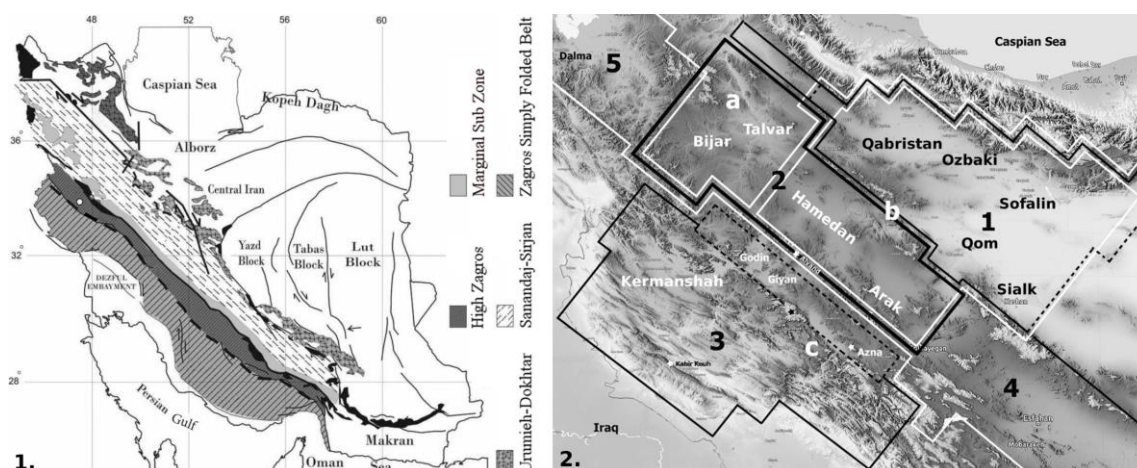 48
52
56
60
36
32
28
Caspian Sea
Kopeh Dagh
Alborz
Central Iran
Yazd
Block
Tabas
Block
Lut
Block
DEZFUL
EMBAYMENT
Persian
Gulf
Makran
Oman
Sea
1.
Marginal Sub Zone
Zagros Simply Folded Belt
High Zagros
Sanandaj-Sirjan
Urumieh-Dokhtar
Caspian Sea
Dalma
5
a
Talvar
Bijar
2
Qabristan
Ozbaki
Sofalin
1
b
Qom
Hamedan
Sialk
Godin
Giyan
Kermanshah
Arak
3
c
Azna
Kabir Kouh
4
Esfahan
Iraq
2.